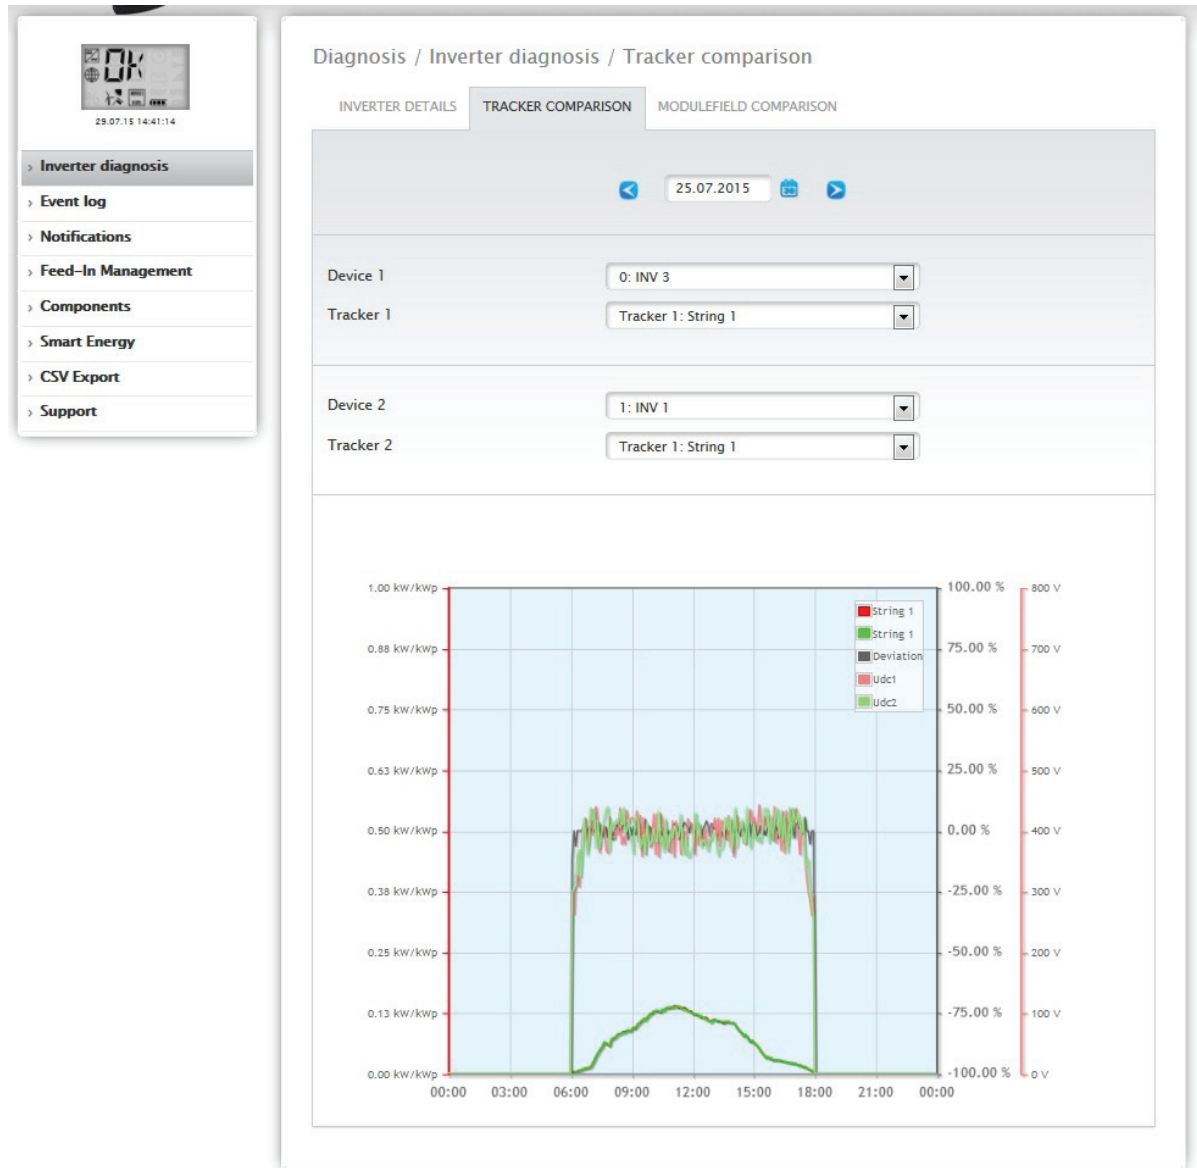 OK
29.07.15 14:41:14
Inverter diagnosis
Event log
Notifications
Feed-In Management
Components
Smart Energy
CSV Export
Support
Diagnosis / Inverter diagnosis / Tracker comparison
INVERTER DETAILS TRACKER COMPARISON MODULEFIELD COMPARISON
25.07.2015
Device 1 0: INV 3
Tracker 1 Tracker 1: String 1
Device 2 1: INV 1
Tracker 2 Tracker 1: String 1
1.00 kW/kWp 100.00 % 800 V
String 1
String 1
0.88 kW/kWp 75.00 % 700 V
Deviation
Udc1
Udc2
0.75 kW/kWp 50.00 % 600 V
0.63 kW/kWp 25.00 % 500 V
0.50 kW/kWp 0.00 % 400 V
0.38 kW/kWp -25.00 % 300 V
0.25 kW/kWp -50.00 % 200 V
0.13 kW/kWp -75.00 % 100 V
0.00 kW/kWp -100.00 % 0 V
00:00 03:00 06:00 09:00 12:00 15:00 18:00 21:00 00:00